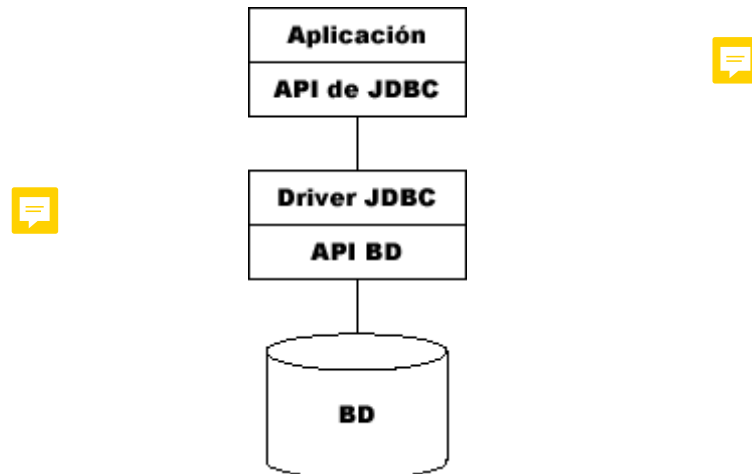 Aplicación
API de JDBC
Driver JDBC
API BD
BD